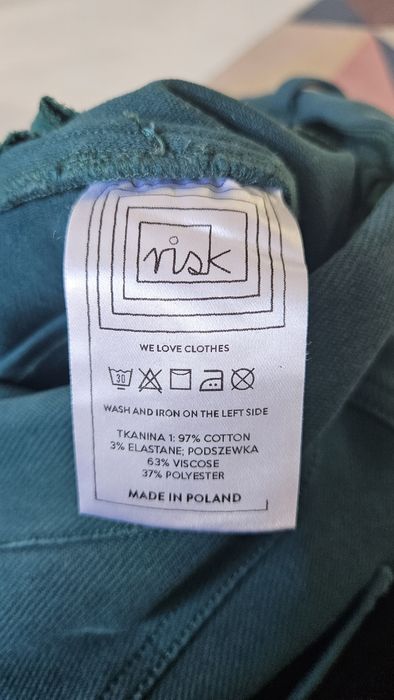 risk
WE LOVE CLOTHES
30
WASH AND IRON ON THE LEFT SIDE
TKANINA 1: 97% COTTON
3% ELASTANE; PODSZEWKA
63% VISCOSE
37% POLYESTER
MADE IN POLAND